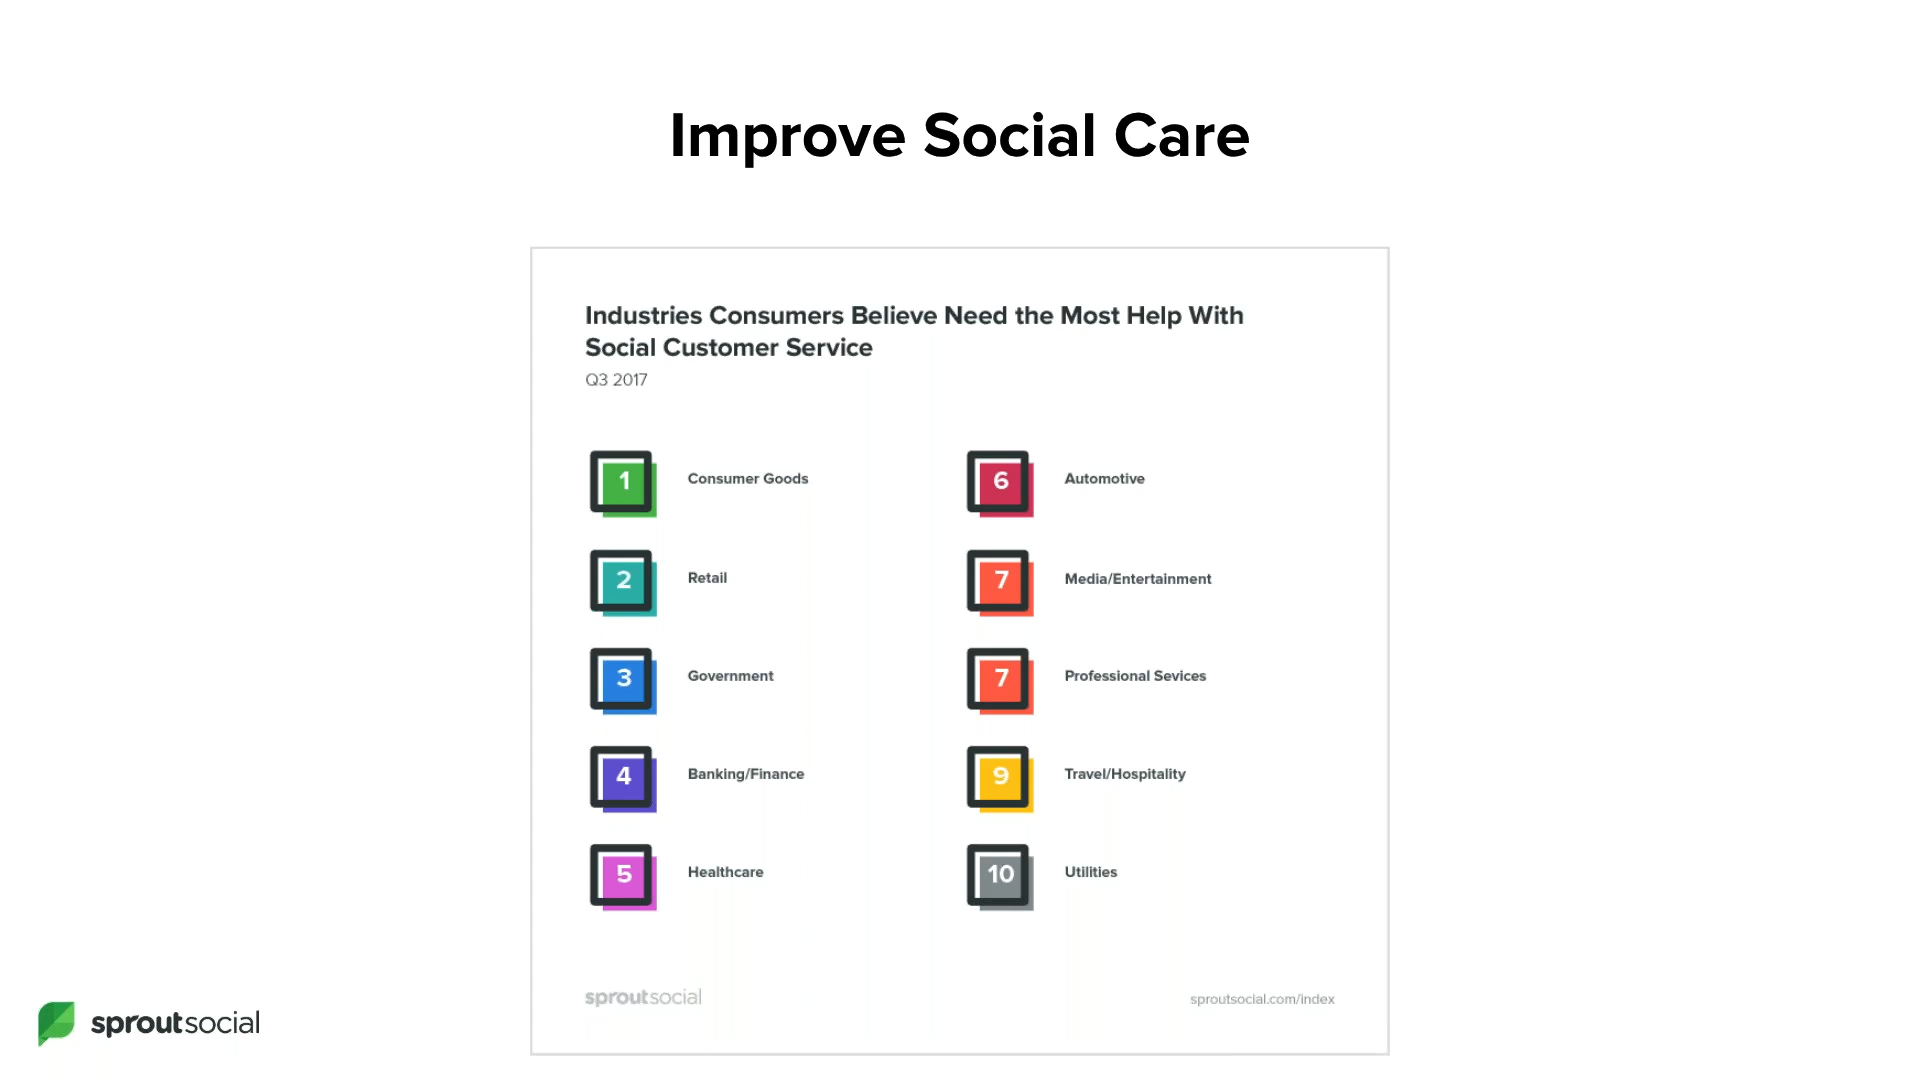 Improve Social Care
Industries Consumers Believe Need the Most Help With
Social Customer Service
Q3 2017
1 Consumer Goods
2 Retail
3 Government
4 Banking/Finance
5 Healthcare
6 Automotive
7 Media/Entertainment
7 Professional Sevices
9 Travel/Hospitality
10 Utilities
sproutsocial
sproutsocial.com/index
sproutsocial